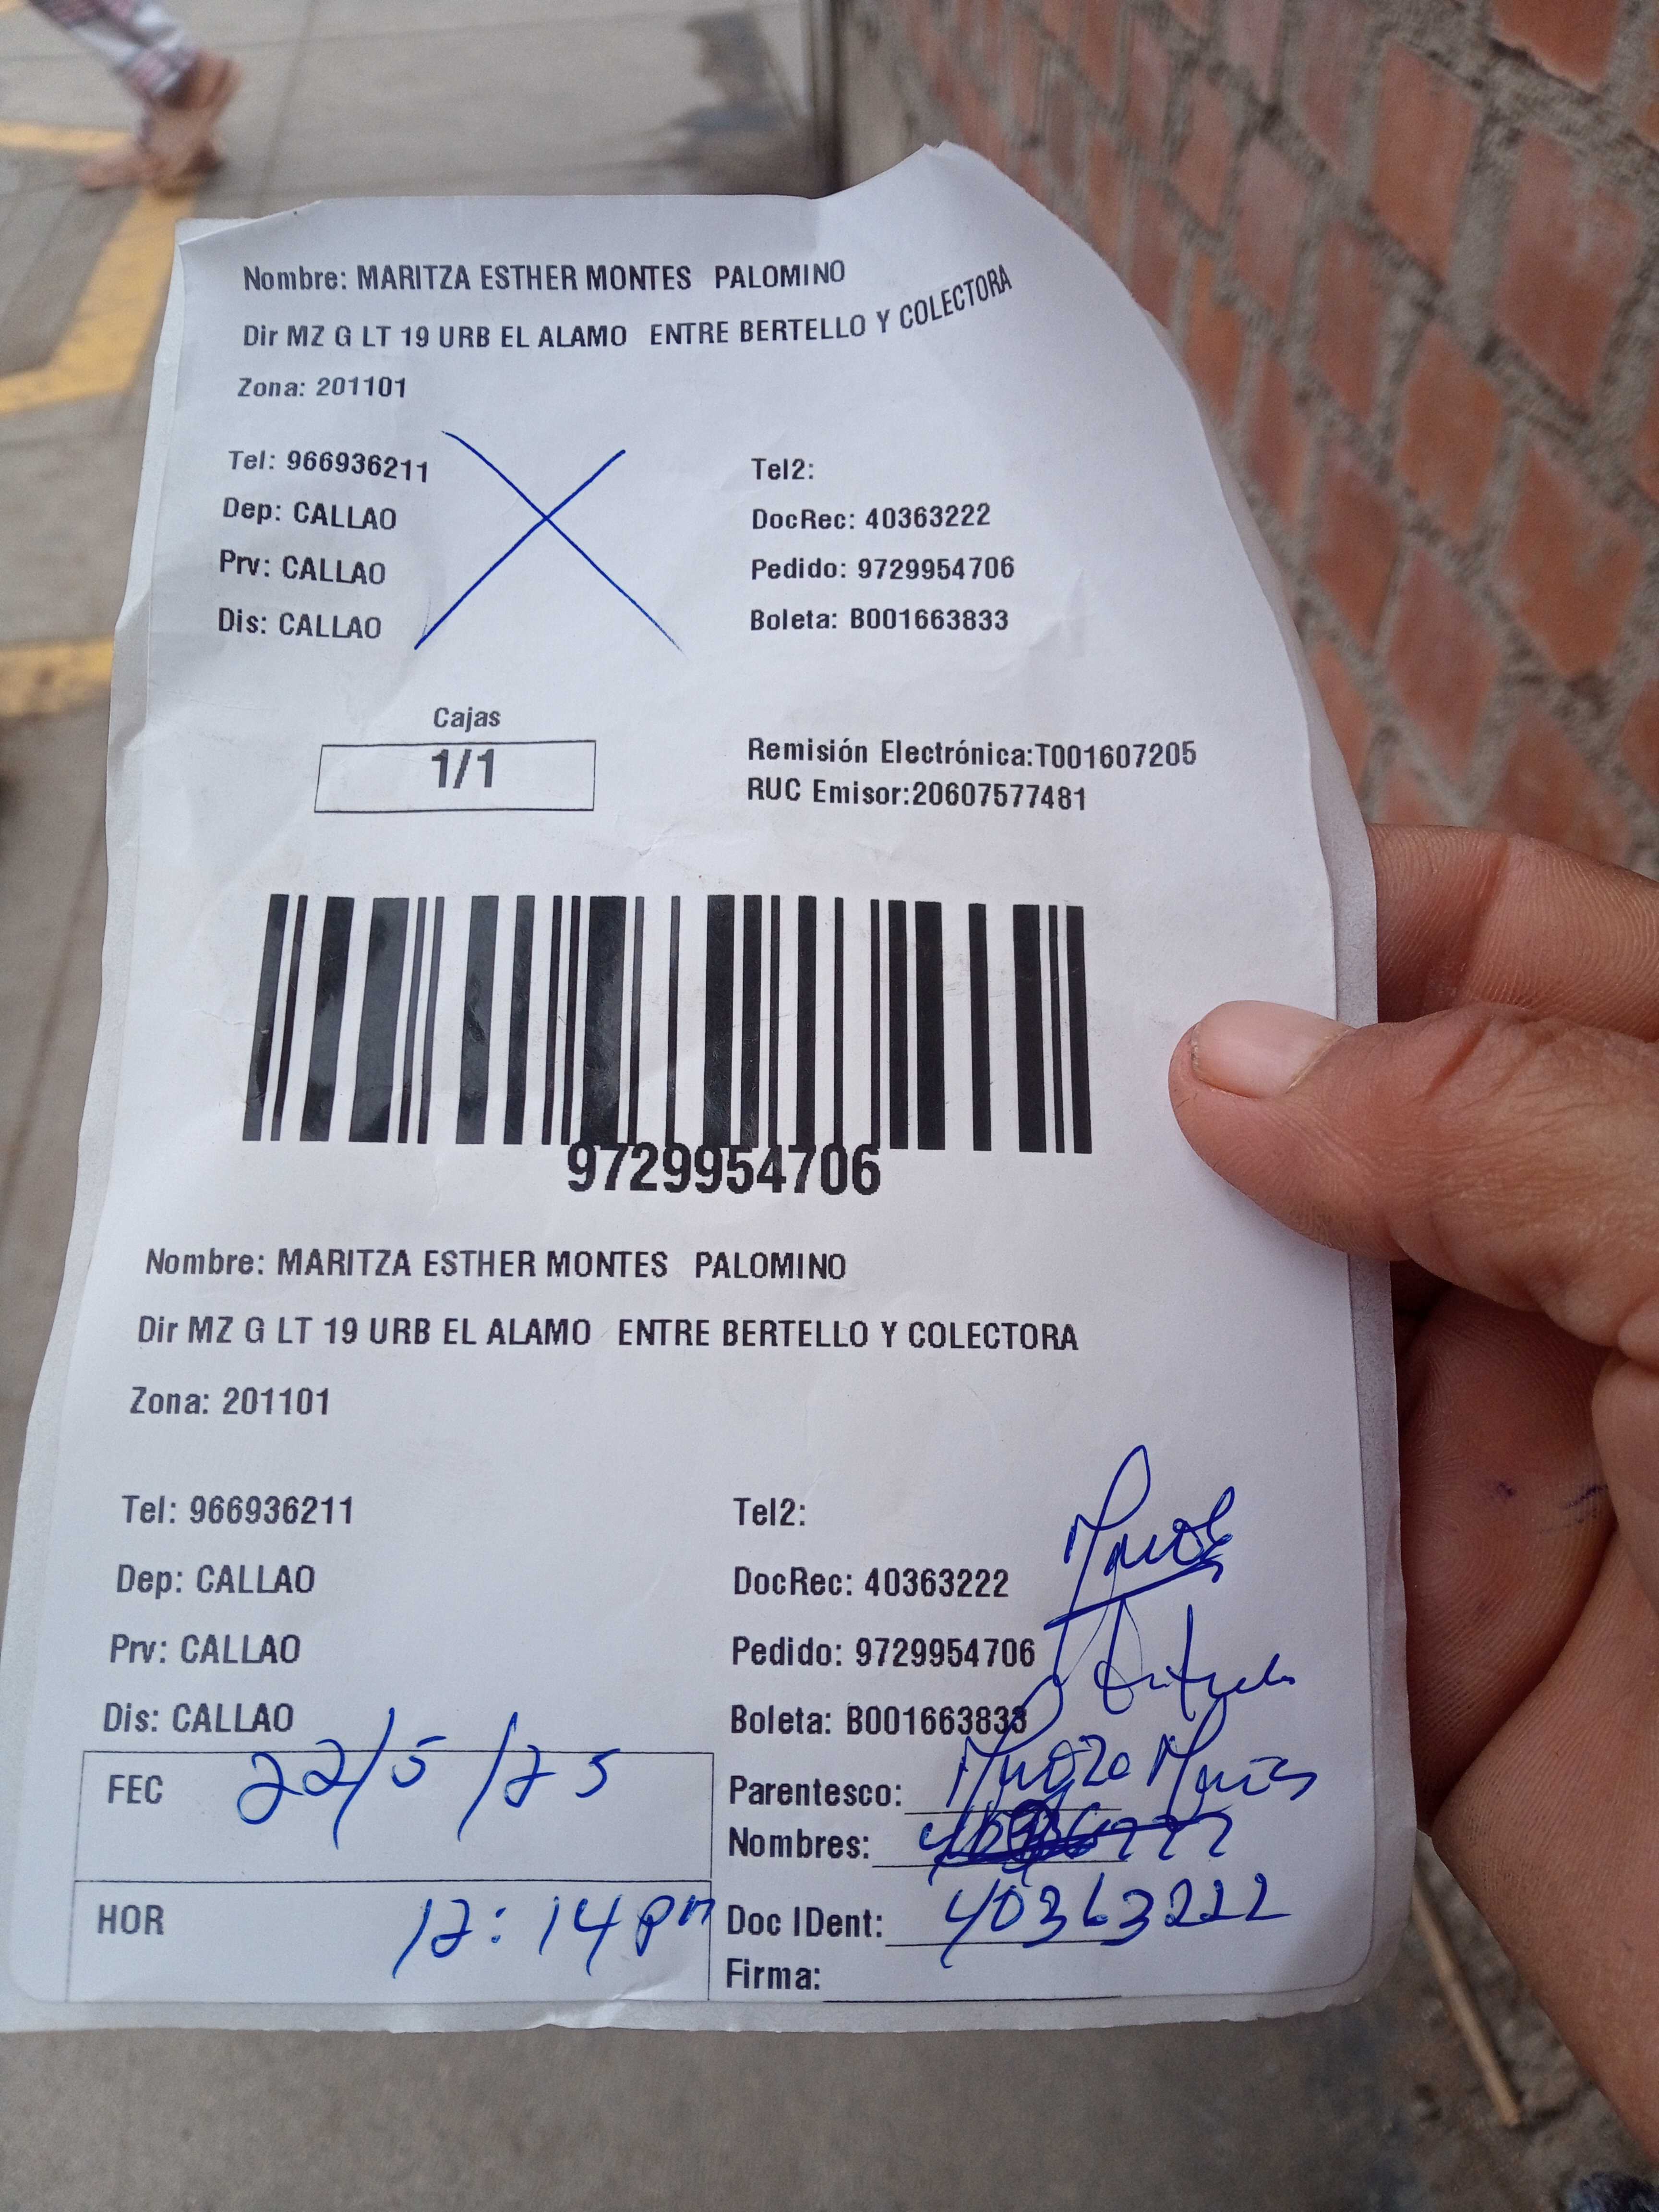 Nombre: MARITZA ESTHER MONTES PALOMINO
Dir MZ G LT 19 URB EL ALAMO ENTRE BERTELLO Y COLECTORA
Zona: 201101
Tel: 966936211 Tel2:
Dep: CALLAO DocRec: 40363222
Prv: CALLAO Pedido: 9729954706
Dis: CALLAO Boleta: B001663833
Cajas
1/1
Remisión Electrónica:T001607205
RUC Emisor:20607577481
9729954706
Nombre: MARITZA ESTHER MONTES PALOMINO
Dir MZ G LT 19 URB EL ALAMO ENTRE BERTELLO Y COLECTORA
Zona: 201101
Tel: 966936211 Tel2:
Dep: CALLAO DocRec: 40363222
Prv: CALLAO Pedido: 9729954706
Dis: CALLAO Boleta: B001663833
FEC 22/5/25 Parentesco:
Nombres:
HOR 12:14 pm Doc IDent: 40363222
Firma: